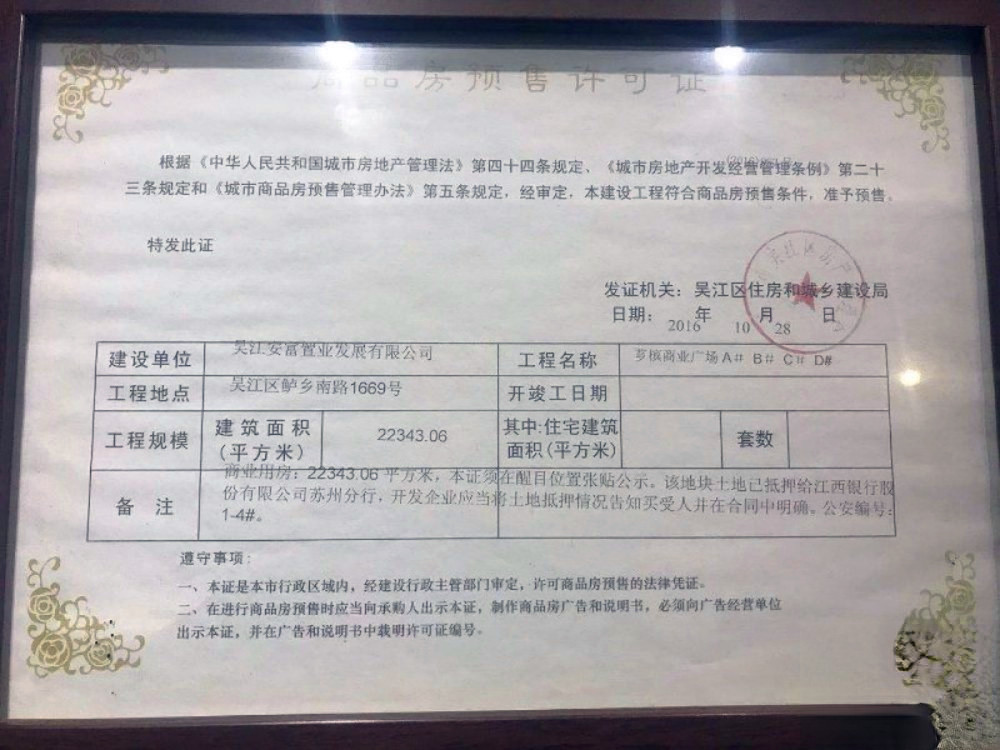 商品房预售许可证
根据《中华人民共和国城市房地产管理法》第四十四条规定、《城市房地产开发经营管理条例》第二十
三条规定和《城市商品房预售管理办法》第五条规定，经审定，本建设工程符合商品房预售条件，准予预售。
特发此证
发证机关：吴江区住房和城乡建设局
日期：2016年10月28日
建设单位 吴江安富置业发展有限公司 工程名称 商业广场A# B# C# D#
工程地点 吴江区鲈乡南路1669号 开竣工日期
工程规模 建筑面积(平方米) 22343.06 其中:住宅建筑面积(平方米) 套数
备 注
商业用房：22343.06平方米，本证须在醒目位置张贴公示。该地块土地已抵押给江西银行股
份有限公司苏州分行，开发企业应当将土地抵押情况告知买受人并在合同中明确。公安编号：
1-4#。
遵守事项：
一、本证是本市行政区域内，经建设行政主管部门审定，许可商品房预售的法律凭证。
二、在进行商品房预售时应当向承购人出示本证，制作商品房广告和说明书，必须向广告经营单位
出示本证，并在广告和说明书中载明许可证编号。